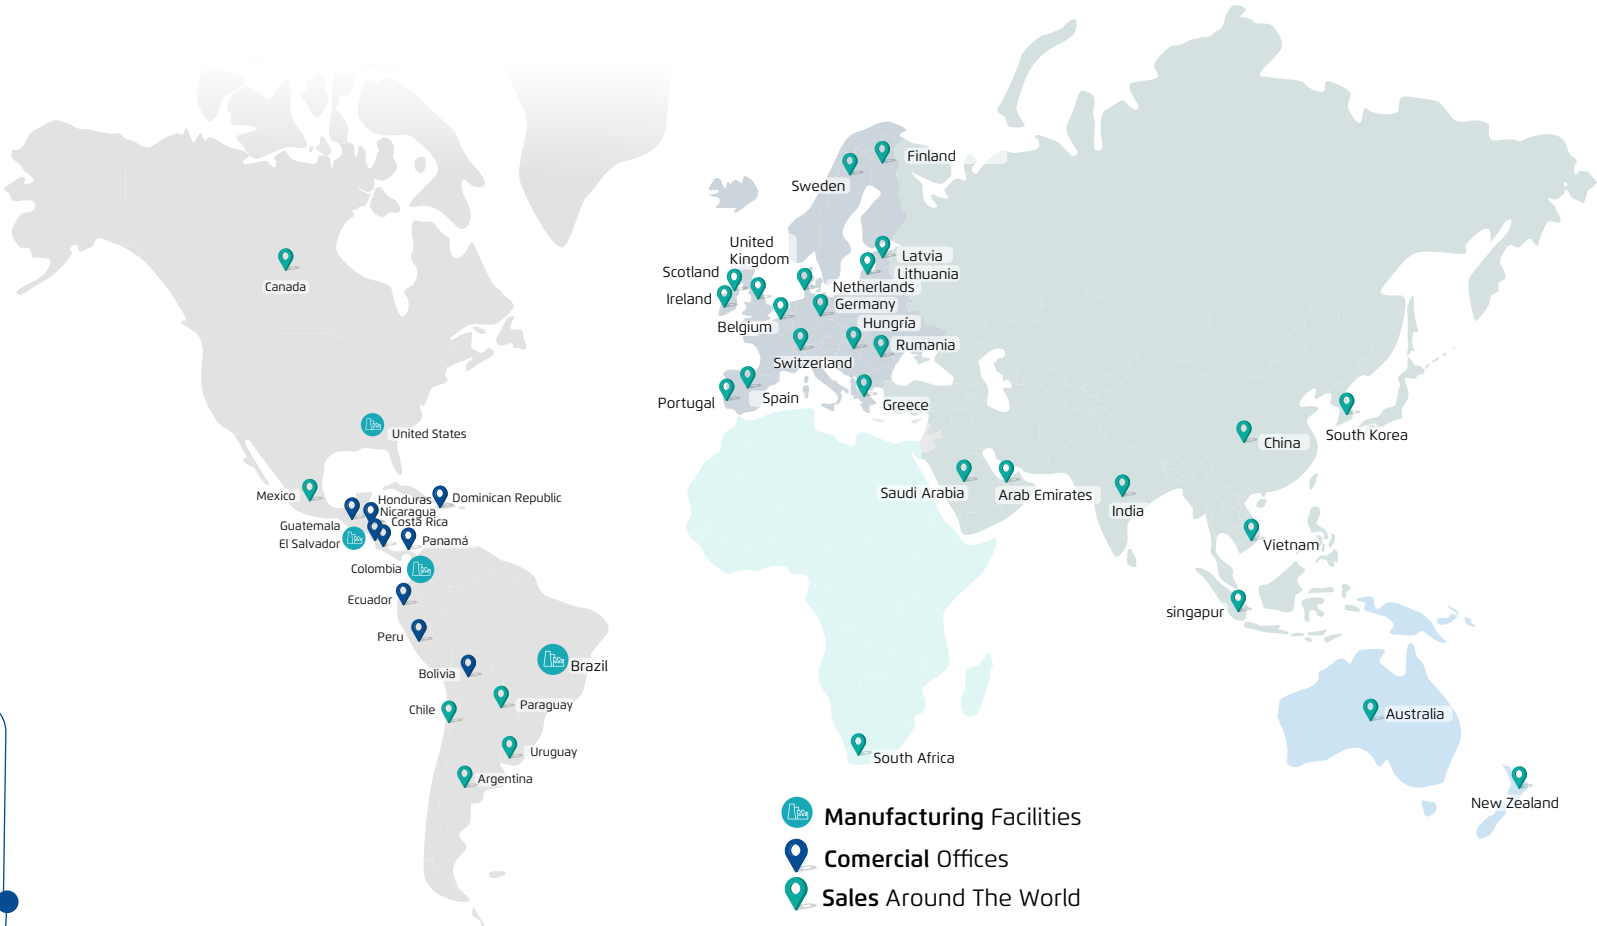 Finland
Sweden
United
Kingdom
Latvia
Scotland
Lithuania
Canada
Netherlands
Ireland
Germany
Belgium
Hungría
Rumania
Switzerland
Spain
Portugal
Greece
United States
South Korea
China
Mexico
Honduras
Dominican Republic
Saudi Arabia
Arab Emirates
Nicaragua
India
Guatemala
Costa Rica
El Salvador
Panamá
Vietnam
Colombia
Ecuador
singapur
Peru
Brazil
Bolivia
Paraguay
Chile
Australia
Uruguay
South Africa
Argentina
New Zealand
Manufacturing Facilities
Comercial Offices
Sales Around The World